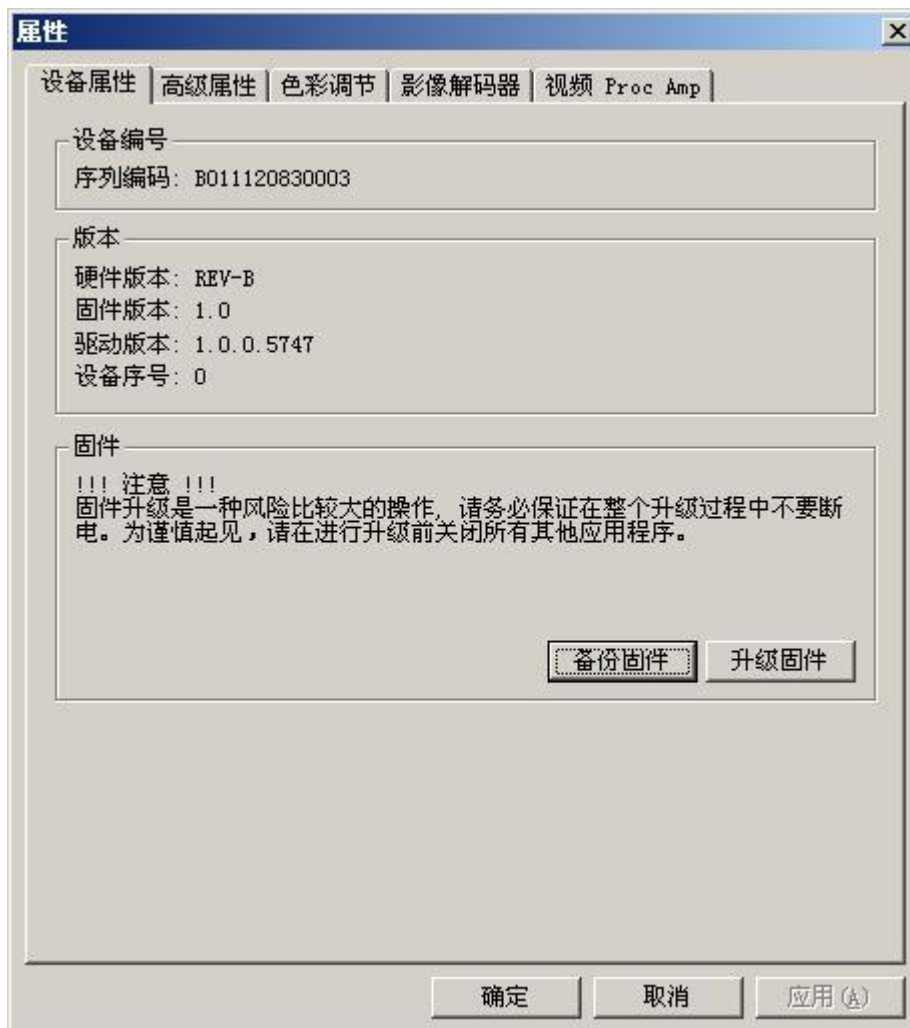 属性
设备属性 高级属性 色彩调节 影像解码器 视频 Proc Amp
设备编号
序列编码: B011120830003
版本
硬件版本: REV-B
固件版本: 1.0
驱动版本: 1.0.0.5747
设备序号: 0
固件
!!! 注意 !!!
固件升级是一种风险比较大的操作, 请务必保证在整个升级过程中不要断
电。为谨慎起见，请在进行升级前关闭所有其他应用程序。
备份固件 升级固件
确定 取消 应用(A)